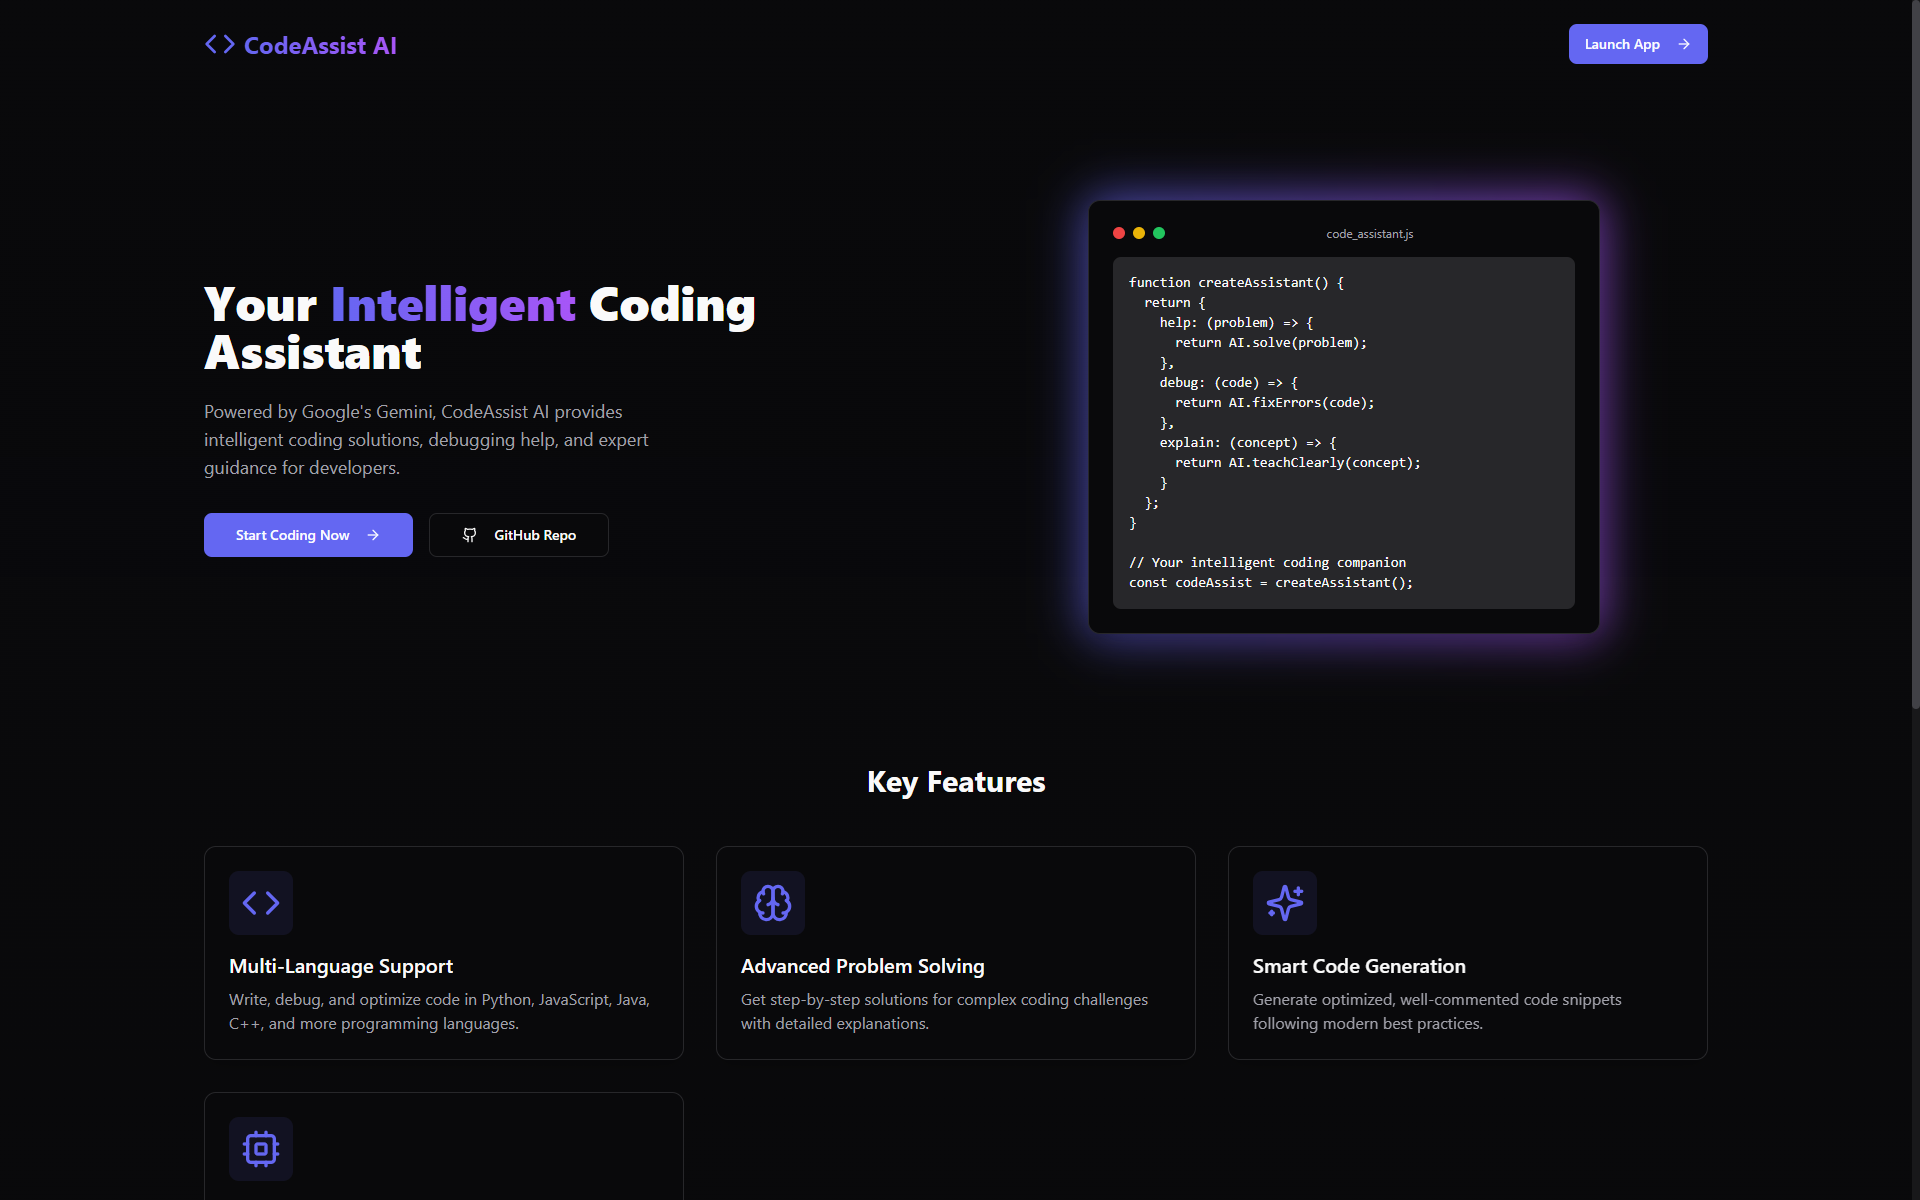 CodeAssist AI
Launch App
Your Intelligent Coding
Assistant
Powered by Google's Gemini, CodeAssist AI provides
intelligent coding solutions, debugging help, and expert
guidance for developers.
Start Coding Now
GitHub Repo
code_assistant.js
function createAssistant() {
  return {
    help: (problem) => {
      return AI.solve(problem);
    },
    debug: (code) => {
      return AI.fixErrors(code);
    },
    explain: (concept) => {
      return AI.teachClearly(concept);
    }
  };
}

// Your intelligent coding companion
const codeAssist = createAssistant();
Key Features
Multi-Language Support
Write, debug, and optimize code in Python, JavaScript, Java,
C++, and more programming languages.
Advanced Problem Solving
Get step-by-step solutions for complex coding challenges
with detailed explanations.
Smart Code Generation
Generate optimized, well-commented code snippets
following modern best practices.